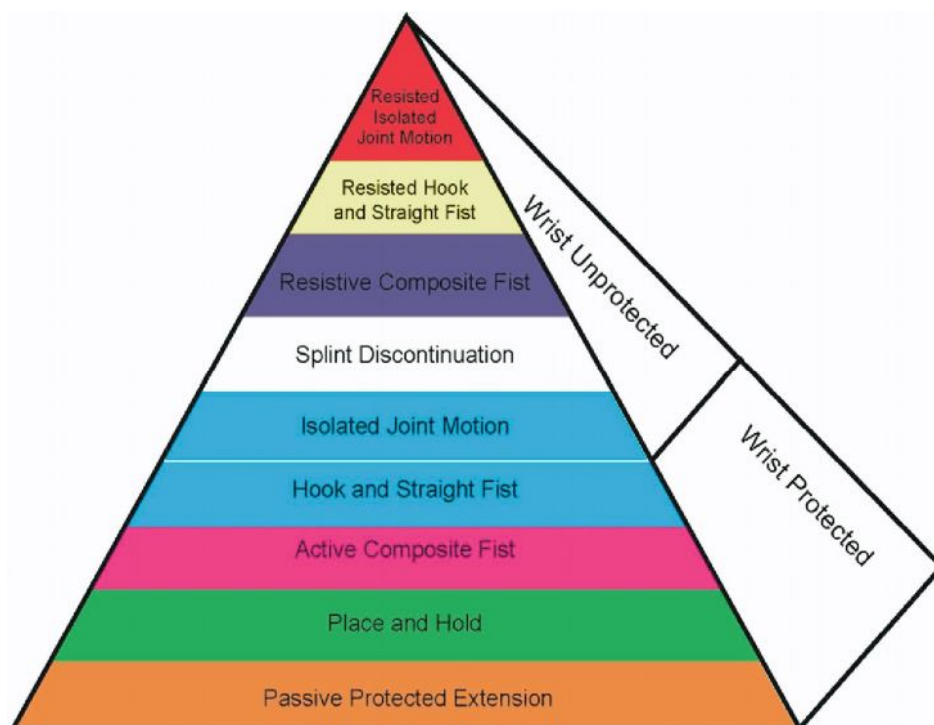 Resisted
Isolated
Joint Motion
Resisted Hook
and Straight Fist
Resistive Composite Fist
Splint Discontinuation
Isolated Joint Motion
Hook and Straight Fist
Active Composite Fist
Place and Hold
Passive Protected Extension
Wrist Unprotected
Wrist Protected